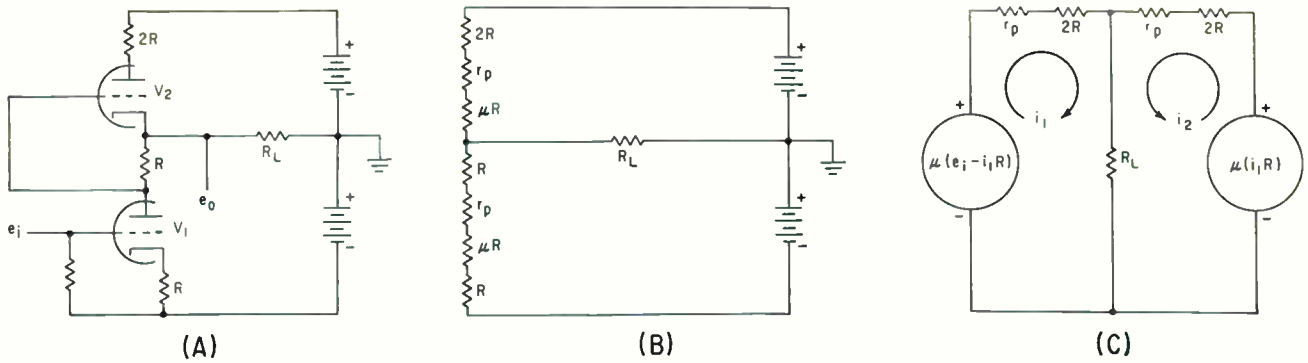 2R
V2
R
RL
eo
ei
V1
R
+
-
+
-
(A)
2R
rp
μR
RL
R
rp
μR
R
+
-
+
-
(B)
rp
2R
rp
2R
i1
i2
+
μ(ei-i1R)
-
RL
+
μ(i1R)
-
(C)